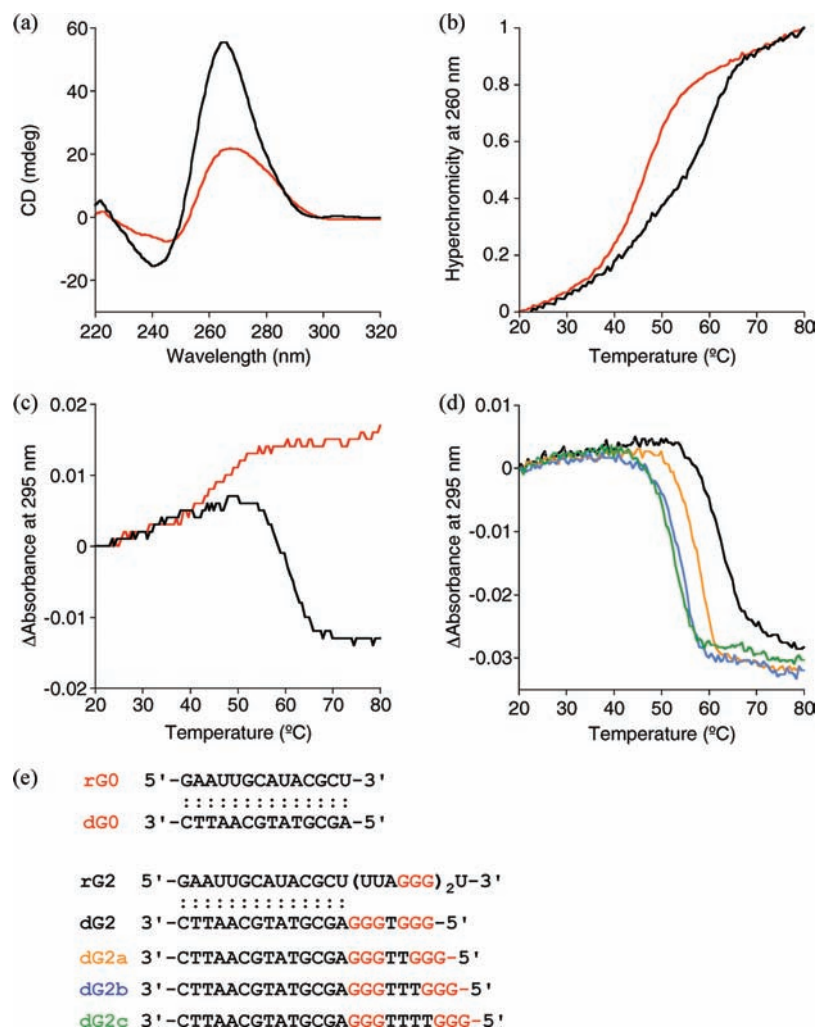 (a)
60
40
20
0
-20
CD (mdeg)
220 240 260 280 300 320
Wavelength (nm)
(b)
1
0.8
0.6
0.4
0.2
0
Hyperchromicity at 260 nm
20 30 40 50 60 70 80
Temperature (ºC)
(c)
0.02
0.01
0
-0.01
-0.02
ΔAbsorbance at 295 nm
20 30 40 50 60 70 80
Temperature (ºC)
(d)
0.01
0
-0.01
-0.02
-0.03
ΔAbsorbance at 295 nm
20 30 40 50 60 70 80
Temperature (ºC)
(e)
rG0 5'-GAAUUGCAUACGCU-3'
::::::::::::::
dG0 3'-CTTAACGTATGCGA-5'
rG2 5'-GAAUUGCAUACGCU(UUAGGG)2U-3'
::::::::::::::
dG2 3'-CTTAACGTATGCGAGGGTGGG-5'
dG2a 3'-CTTAACGTATGCGAGGGTTGGG-5'
dG2b 3'-CTTAACGTATGCGAGGGTTTGGG-5'
dG2c 3'-CTTAACGTATGCGAGGGTTTTGGG-5'